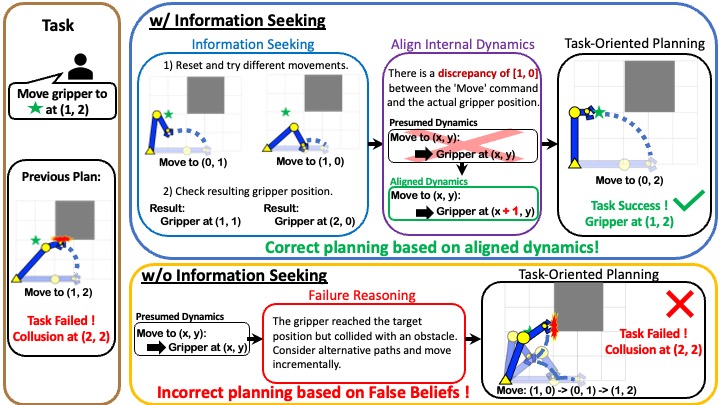 Task
Move gripper to
at (1, 2)
Previous Plan:
Move to (1, 2)
Task Failed !
Collusion at (2, 2)
w/ Information Seeking
Information Seeking
1) Reset and try different movements.
Move to (0, 1)
Move to (1, 0)
2) Check resulting gripper position.
Result:
Gripper at (1, 1)
Result:
Gripper at (2, 0)
Align Internal Dynamics
There is a discrepancy of [1, 0]
between the 'Move' command
and the actual gripper position.
Presumed Dynamics
Move to (x, y):
Gripper at (x, y)
Aligned Dynamics
Move to (x, y):
Gripper at (x + 1, y)
Task-Oriented Planning
Move to (0, 2)
Task Success !
Gripper at (1, 2)
Correct planning based on aligned dynamics!
w/o Information Seeking
Presumed Dynamics
Move to (x, y):
Gripper at (x, y)
Failure Reasoning
The gripper reached the target
position but collided with an obstacle.
Consider alternative paths and move
incrementally.
Task-Oriented Planning
Task Failed !
Collusion at (2, 2)
Move: (1, 0) -> (0, 1) -> (1, 2)
Incorrect planning based on False Beliefs !